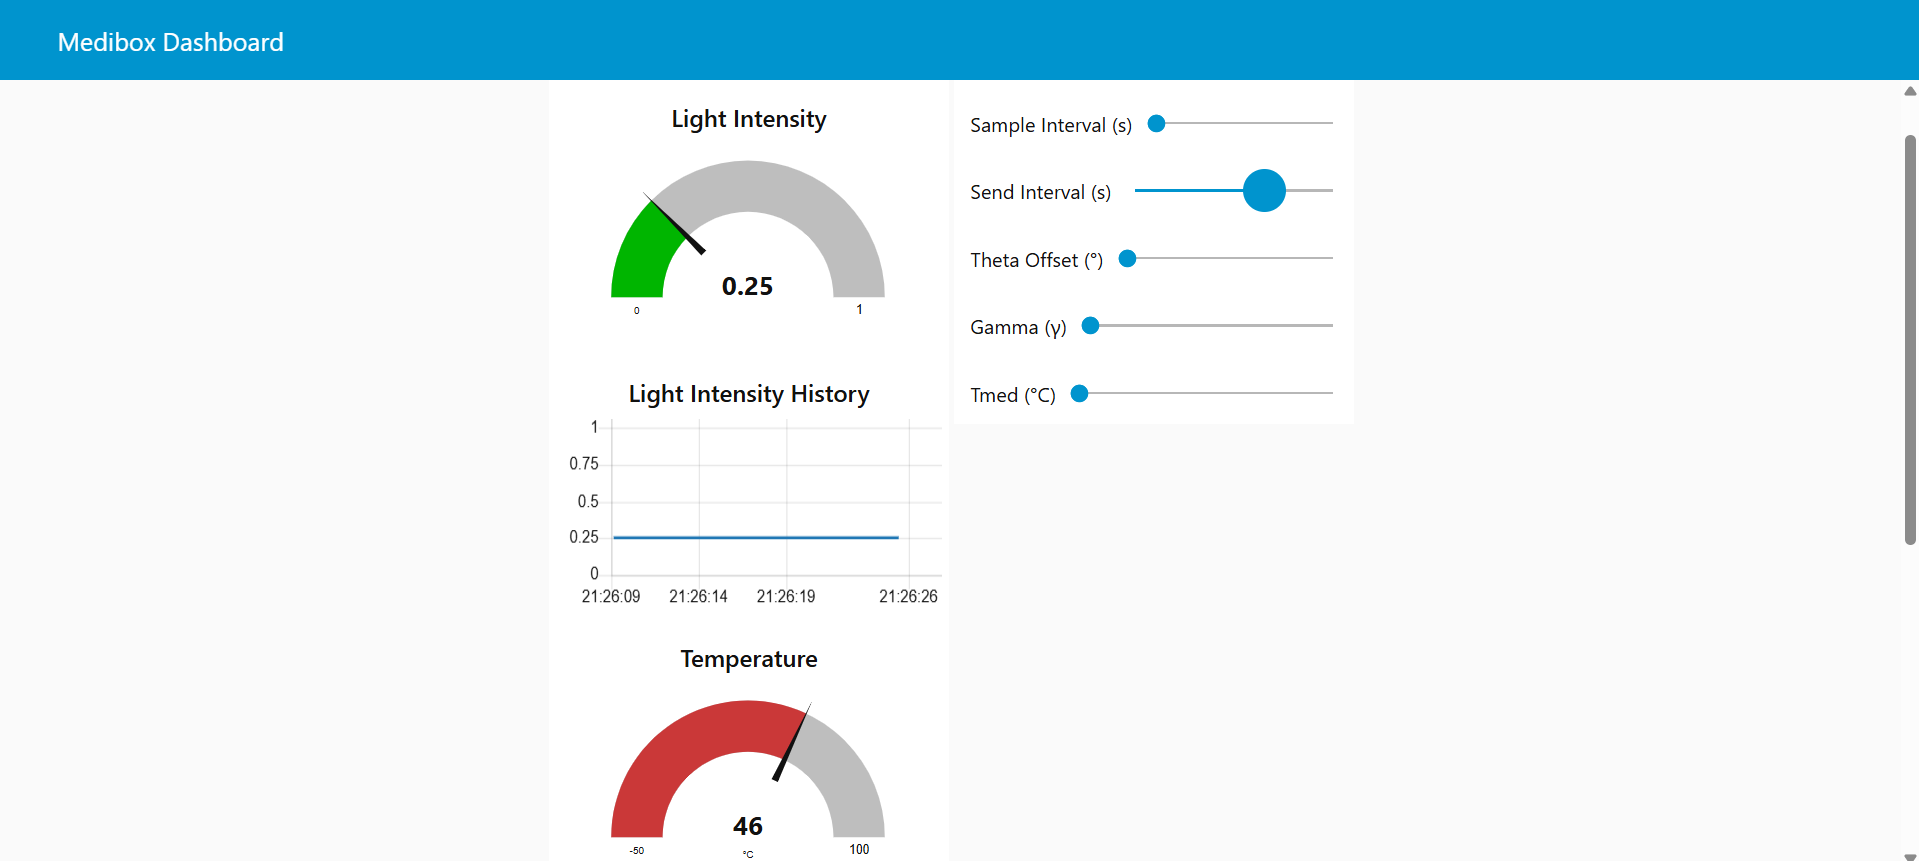 Medibox Dashboard
Light Intensity
0.25
0 1
Light Intensity History
1
0.75
0.5
0.25
0
21:26:09 21:26:14 21:26:19 21:26:26
Temperature
46
-50 °C 100
Sample Interval (s)
Send Interval (s)
Theta Offset (°)
Gamma (γ)
Tmed (°C)